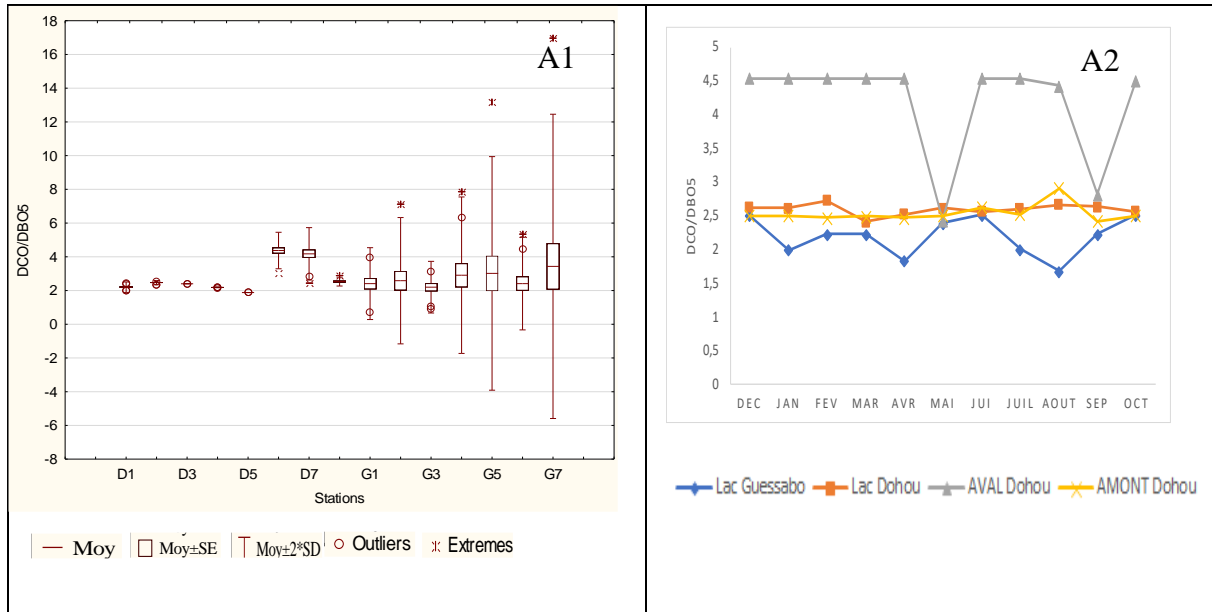 A1
DCO/DBO5
18
16
14
12
10
8
6
4
2
0
-2
-4
-6
-8
D1 D3 D5 D7 G1 G3 G5 G7
Stations
Moy Moy±SE Moy±2*SD Outliers Extremes
A2
DCO/DBO5
5
4,5
4
3,5
3
2,5
2
1,5
1
0,5
0
DEC JAN FEV MAR AVR MAI JUI JUIL AOUT SEP OCT
Lac Guessabo Lac Dohou AVAL Dohou AMONT Dohou